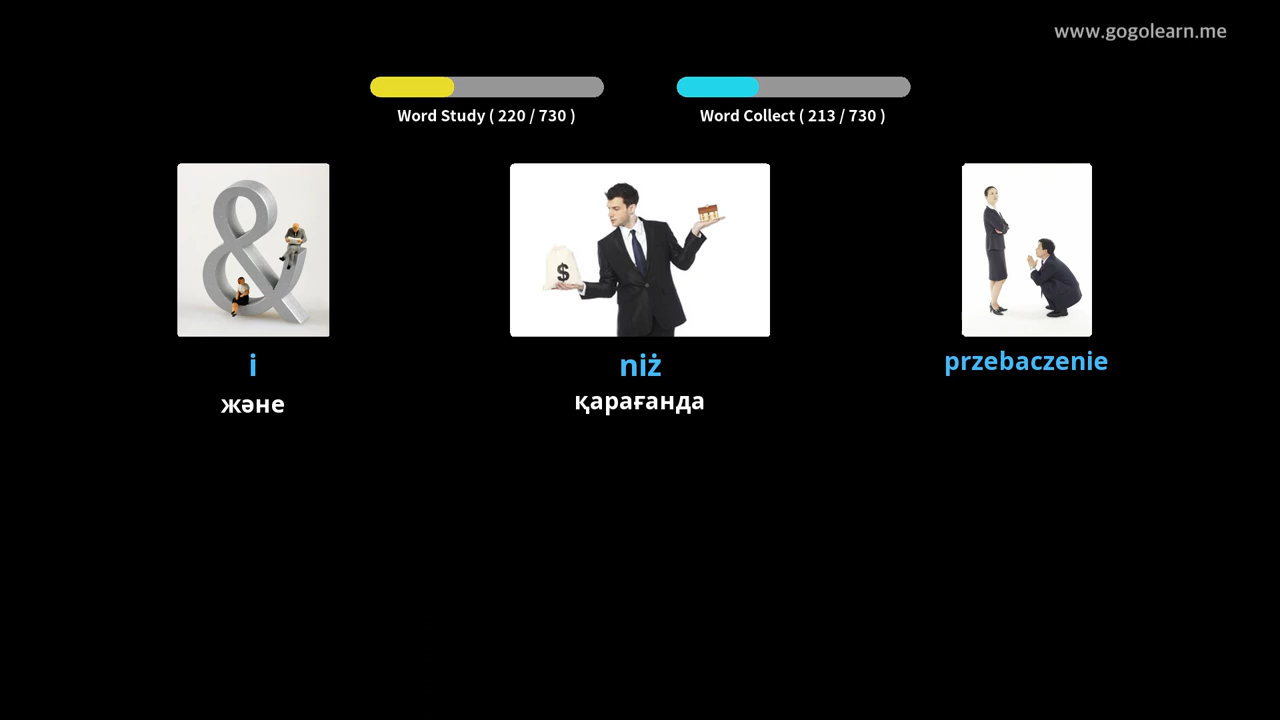 www.gogolearn.me
Word Study ( 220 / 730 )
Word Collect ( 213 / 730 )
&
$
i
niż
przebaczenie
және
қарағанда